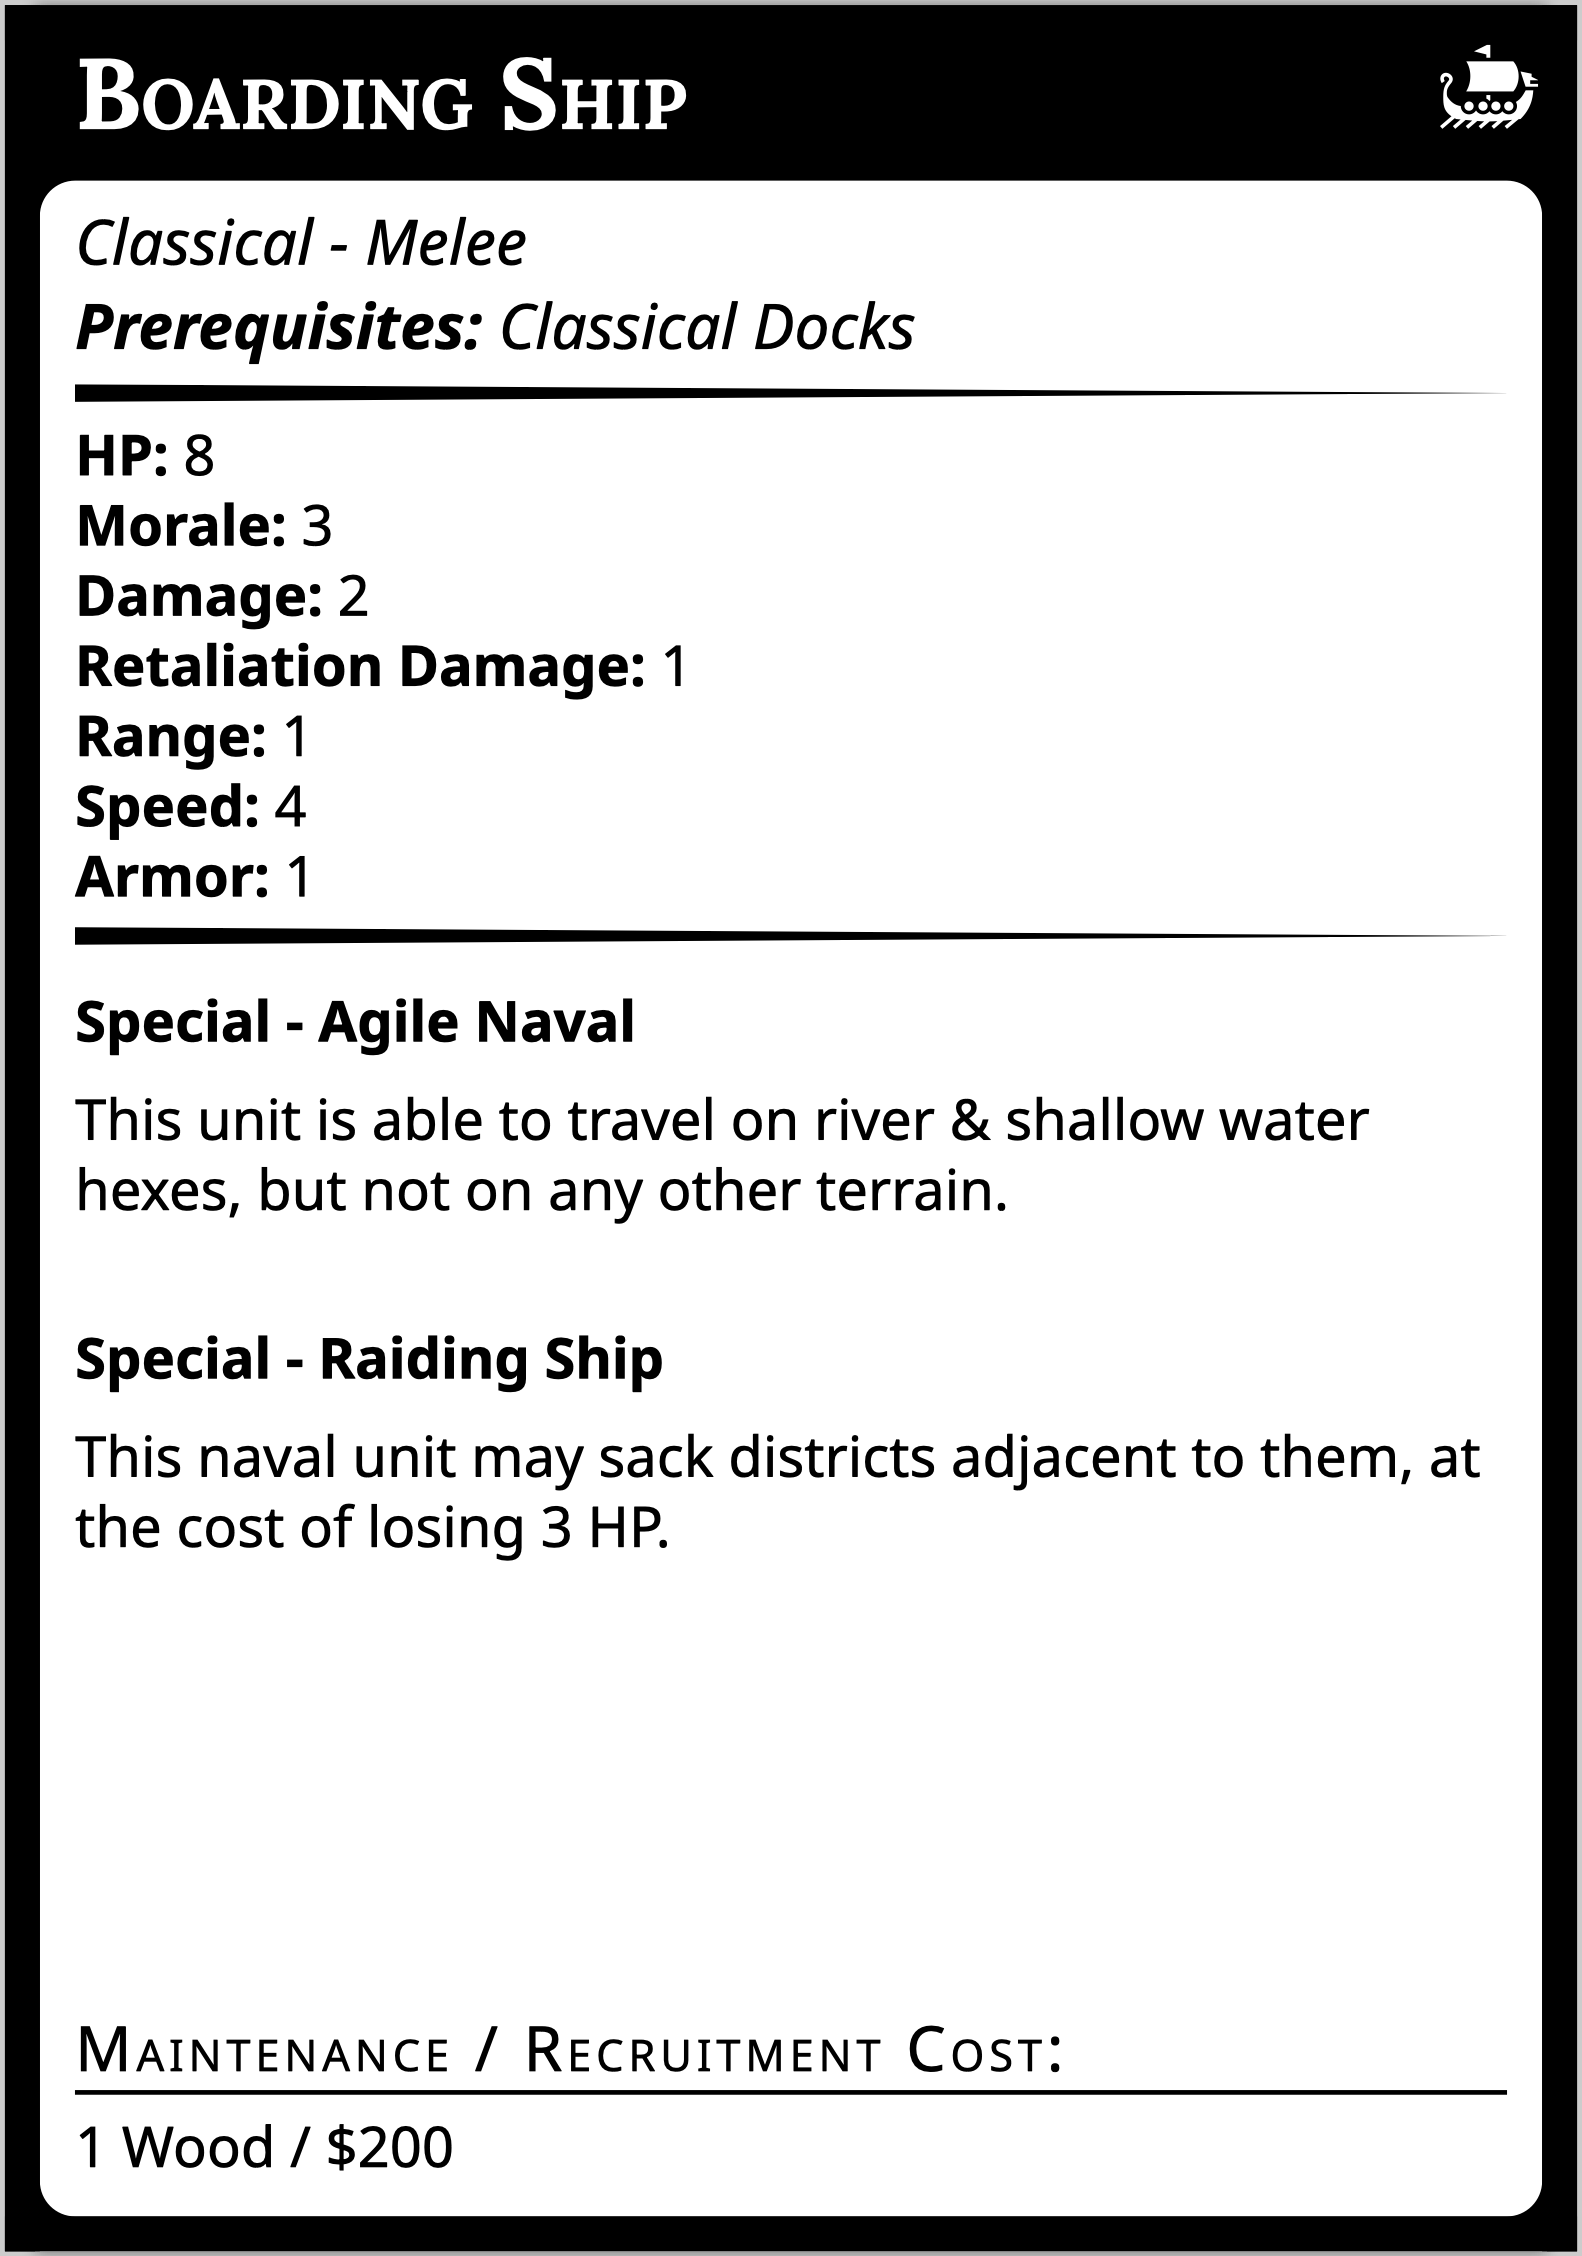 Boarding Ship
Classical - Melee
Prerequisites: Classical Docks
HP: 8
Morale: 3
Damage: 2
Retaliation Damage: 1
Range: 1
Speed: 4
Armor: 1
Special - Agile Naval
This unit is able to travel on river & shallow water
hexes, but not on any other terrain.
Special - Raiding Ship
This naval unit may sack districts adjacent to them, at
the cost of losing 3 HP.
Maintenance / Recruitment Cost:
1 Wood / $200